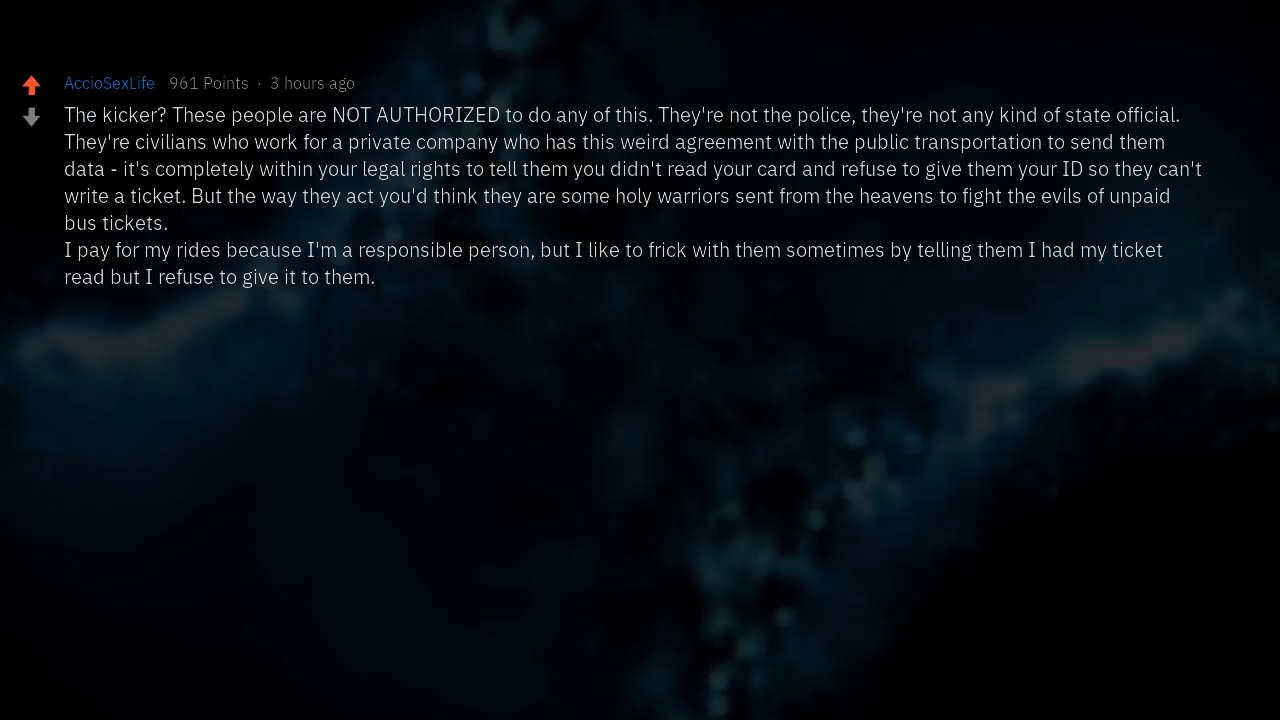 AccioSexLife 961 Points · 3 hours ago
The kicker? These people are NOT AUTHORIZED to do any of this. They're not the police, they're not any kind of state official.
They're civilians who work for a private company who has this weird agreement with the public transportation to send them
data - it's completely within your legal rights to tell them you didn't read your card and refuse to give them your ID so they can't
write a ticket. But the way they act you'd think they are some holy warriors sent from the heavens to fight the evils of unpaid
bus tickets.
I pay for my rides because I'm a responsible person, but I like to frick with them sometimes by telling them I had my ticket
read but I refuse to give it to them.